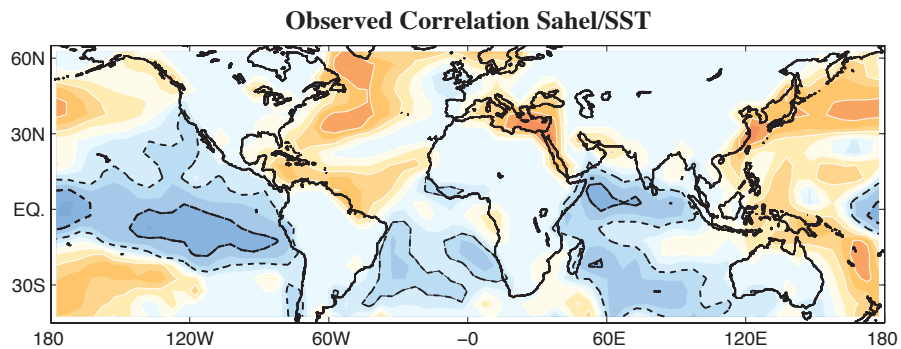 Observed Correlation Sahel/SST
60N
30N
EQ.
30S
180 120W 60W −0 60E 120E 180